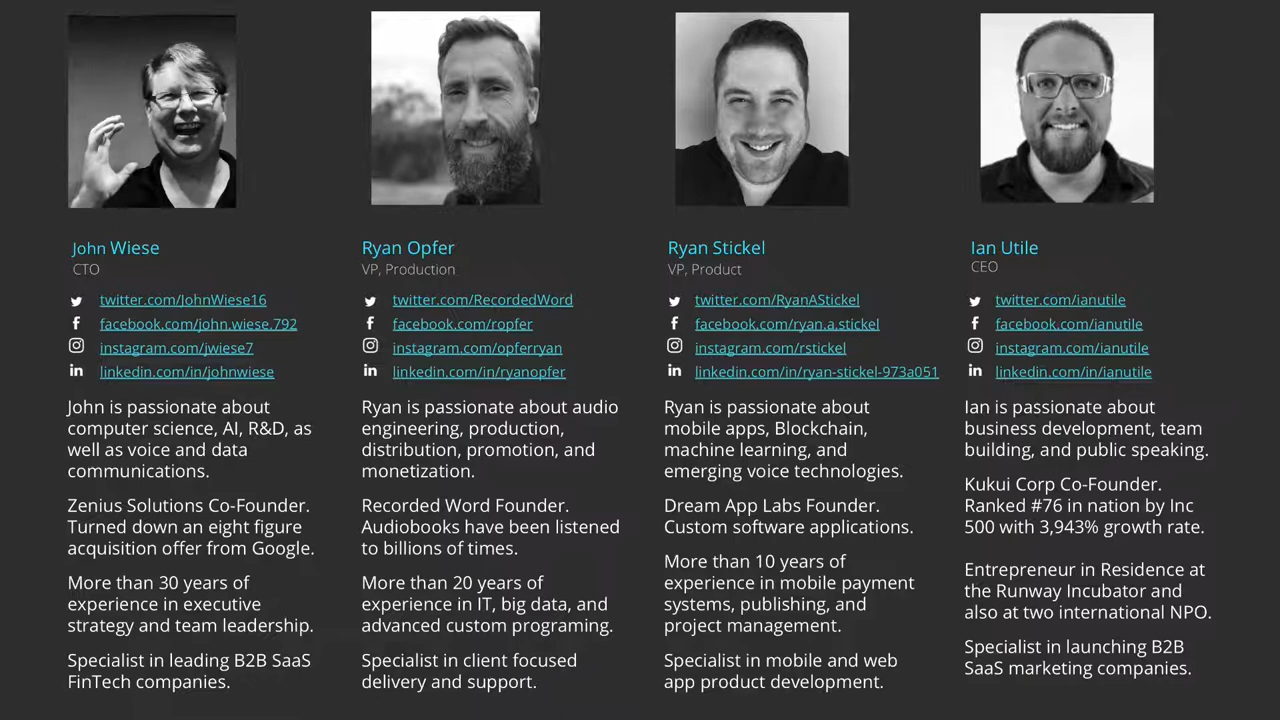 John Wiese
CTO
twitter.com/JohnWiese16
facebook.com/john.wiese.792
instagram.com/jwiese7
linkedin.com/in/johnwiese
John is passionate about
computer science, AI, R&D, as
well as voice and data
communications.
Zenius Solutions Co-Founder.
Turned down an eight figure
acquisition offer from Google.
More than 30 years of
experience in executive
strategy and team leadership.
Specialist in leading B2B SaaS
FinTech companies.
Ryan Opfer
VP, Production
twitter.com/RecordedWord
facebook.com/ropfer
instagram.com/opferryan
linkedin.com/in/ryanopfer
Ryan is passionate about audio
engineering, production,
distribution, promotion, and
monetization.
Recorded Word Founder.
Audiobooks have been listened
to billions of times.
More than 20 years of
experience in IT, big data, and
advanced custom programing.
Specialist in client focused
delivery and support.
Ryan Stickel
VP, Product
twitter.com/RyanAStickel
facebook.com/ryan.a.stickel
instagram.com/rstickel
linkedin.com/in/ryan-stickel-973a051
Ryan is passionate about
mobile apps, Blockchain,
machine learning, and
emerging voice technologies.
Dream App Labs Founder.
Custom software applications.
More than 10 years of
experience in mobile payment
systems, publishing, and
project management.
Specialist in mobile and web
app product development.
Ian Utile
CEO
twitter.com/ianutile
facebook.com/ianutile
instagram.com/ianutile
linkedin.com/in/ianutile
Ian is passionate about
business development, team
building, and public speaking.
Kukui Corp Co-Founder.
Ranked #76 in nation by Inc
500 with 3,943% growth rate.
Entrepreneur in Residence at
the Runway Incubator and
also at two international NPO.
Specialist in launching B2B
SaaS marketing companies.